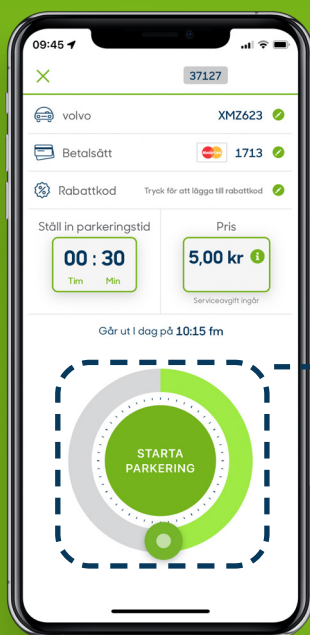 09:45
37127
volvo XMZ623
Betalsätt 1713
Rabattkod Tryck för att lägga till rabattkod
Ställ in parkeringstid Pris
00 : 30 5,00 kr
Tim Min
Serviceavgift ingår
Går ut I dag på 10:15 fm
STARTA
PARKERING